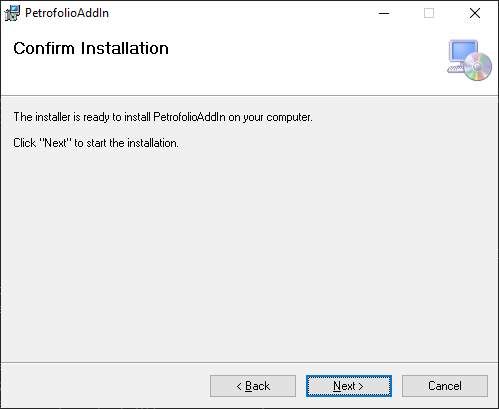 PetrofolioAddIn
Confirm Installation
The installer is ready to install PetrofolioAddIn on your computer.
Click "Next" to start the installation.
< Back
Next >
Cancel